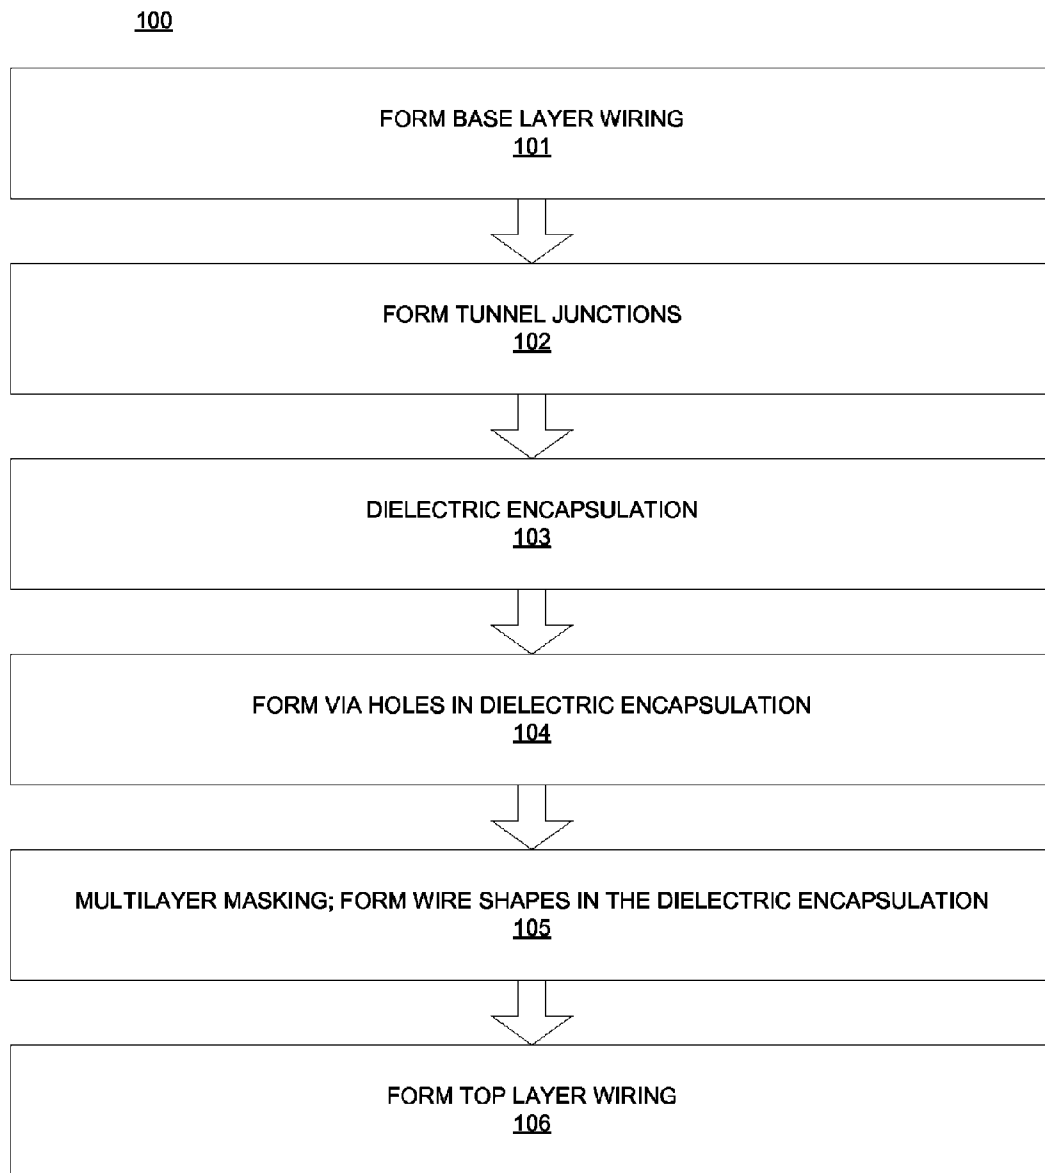 100
FORM BASE LAYER WIRING
101
FORM TUNNEL JUNCTIONS
102
DIELECTRIC ENCAPSULATION
103
FORM VIA HOLES IN DIELECTRIC ENCAPSULATION
104
MULTILAYER MASKING; FORM WIRE SHAPES IN THE DIELECTRIC ENCAPSULATION
105
FORM TOP LAYER WIRING
106